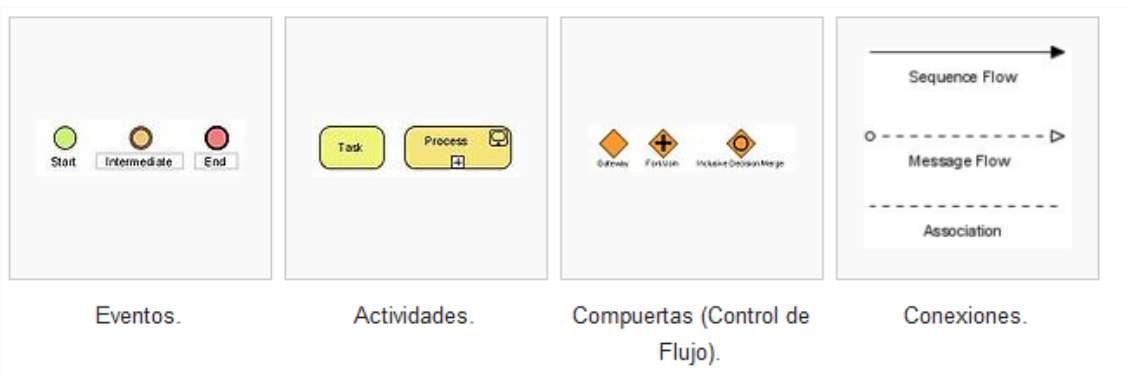 Start
Intermediate
End
Task
Process
Gateway
Fork/Join
Inclusive Decision/Merge
Sequence Flow
Message Flow
Association
Eventos.
Actividades.
Compuertas (Control de
Flujo).
Conexiones.